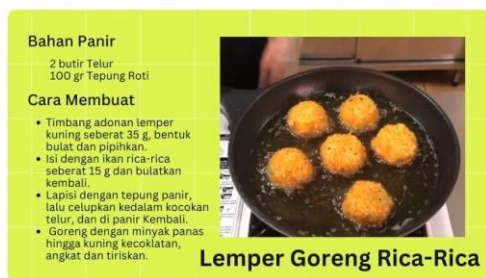 Bahan Panir
2 butir Telur
100 gr Tepung Roti
Cara Membuat
• Timbang adonan lemper
kuning seberat 35 g, bentuk
bulat dan pipihkan.
• Isi dengan ikan rica-rica
seberat 15 g dan bulatkan
kembali.
• Lapisi dengan tepung panir,
lalu celupkan kedalam kocokan
telur, dan di panir Kembali.
• Goreng dengan minyak panas
hingga kuning kecoklatan,
angkat dan tiriskan.
Lemper Goreng Rica-Rica